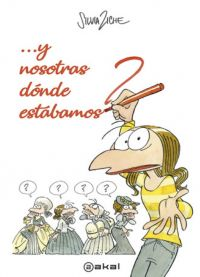 SILVIA ZICHE
...y
nosotras
dónde
estábamos?
? ? ? ?
akal